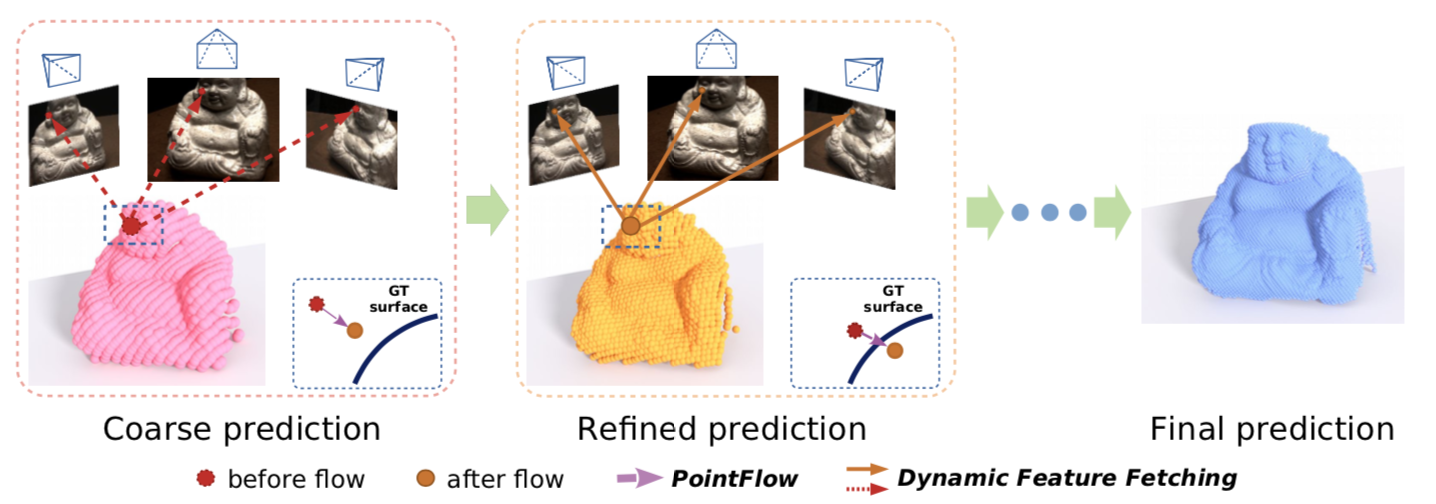 GT
surface
GT
surface
Coarse prediction
Refined prediction
Final prediction
before flow
after flow
PointFlow
Dynamic Feature Fetching